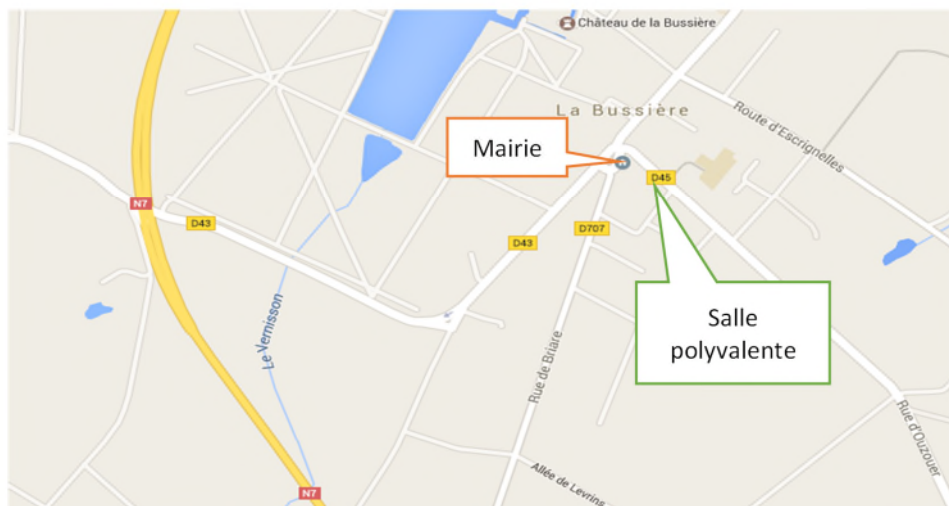 Château de la Bussière
La Bussière
Route d'Escrignelles
Mairie
D45
N7
D43
D43
D707
Le Vernisson
Salle
polyvalente
Rue de Briare
Rue d'Ouzouer
Allée de Levrins
N7